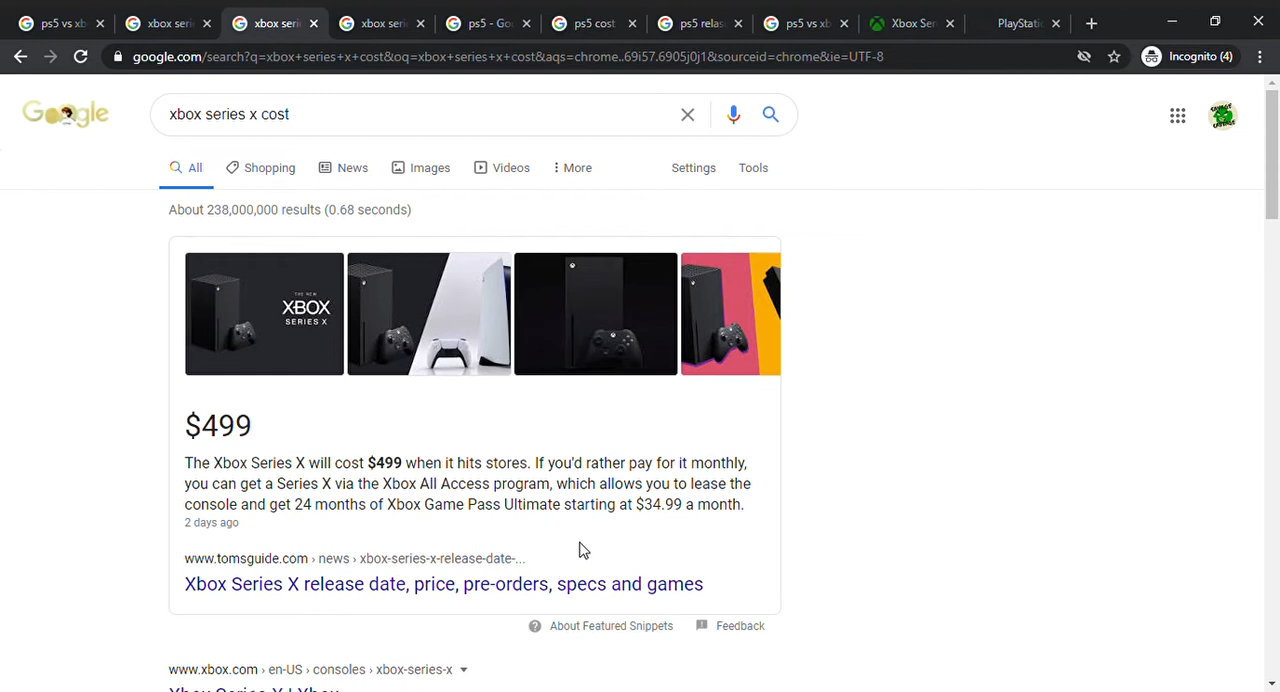 ps5 vs xb
xbox seri
xbox seri
xbox seri
ps5 - Go
ps5 cost
ps5 relea
ps5 vs xb
Xbox Ser
PlayStatio
google.com/search?q=xbox+series+x+cost&oq=xbox+series+x+cost&aqs=chrome..69i57.6905j0j1&sourceid=chrome&ie=UTF-8
Incognito (4)
Google
xbox series x cost
All
Shopping
News
Images
Videos
More
Settings
Tools
About 238,000,000 results (0.68 seconds)
THE NEW
XBOX
SERIES X
$499
The Xbox Series X will cost $499 when it hits stores. If you'd rather pay for it monthly,
you can get a Series X via the Xbox All Access program, which allows you to lease the
console and get 24 months of Xbox Game Pass Ultimate starting at $34.99 a month.
2 days ago
www.tomsguide.com › news › xbox-series-x-release-date-...
Xbox Series X release date, price, pre-orders, specs and games
About Featured Snippets
Feedback
www.xbox.com › en-US › consoles › xbox-series-x
Xbox Series X | Xbox